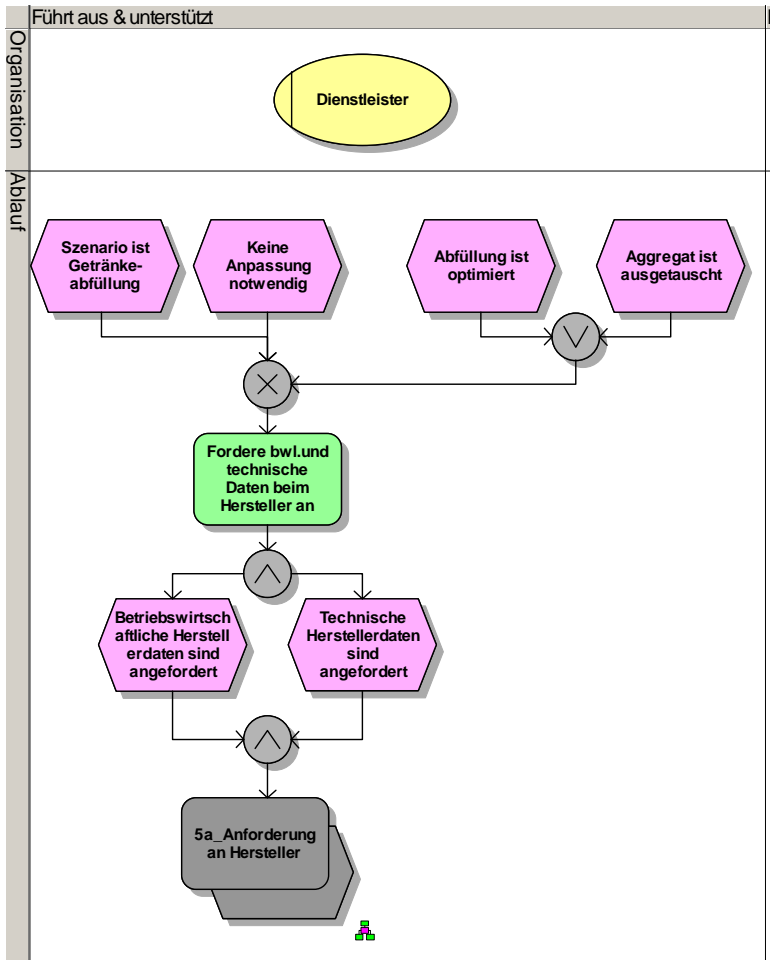 Führt aus & unterstützt
Organisation
Dienstleister
Ablauf
Szenario ist
Getränke-
abfüllung
Keine
Anpassung
notwendig
Abfüllung ist
optimiert
Aggregat ist
ausgetauscht
Fordere bwl.und
technische
Daten beim
Hersteller an
Betriebswirtsch
aftliche Herstell
erdaten sind
angefordert
Technische
Herstellerdaten
sind
angefordert
5a_Anforderung
an Hersteller